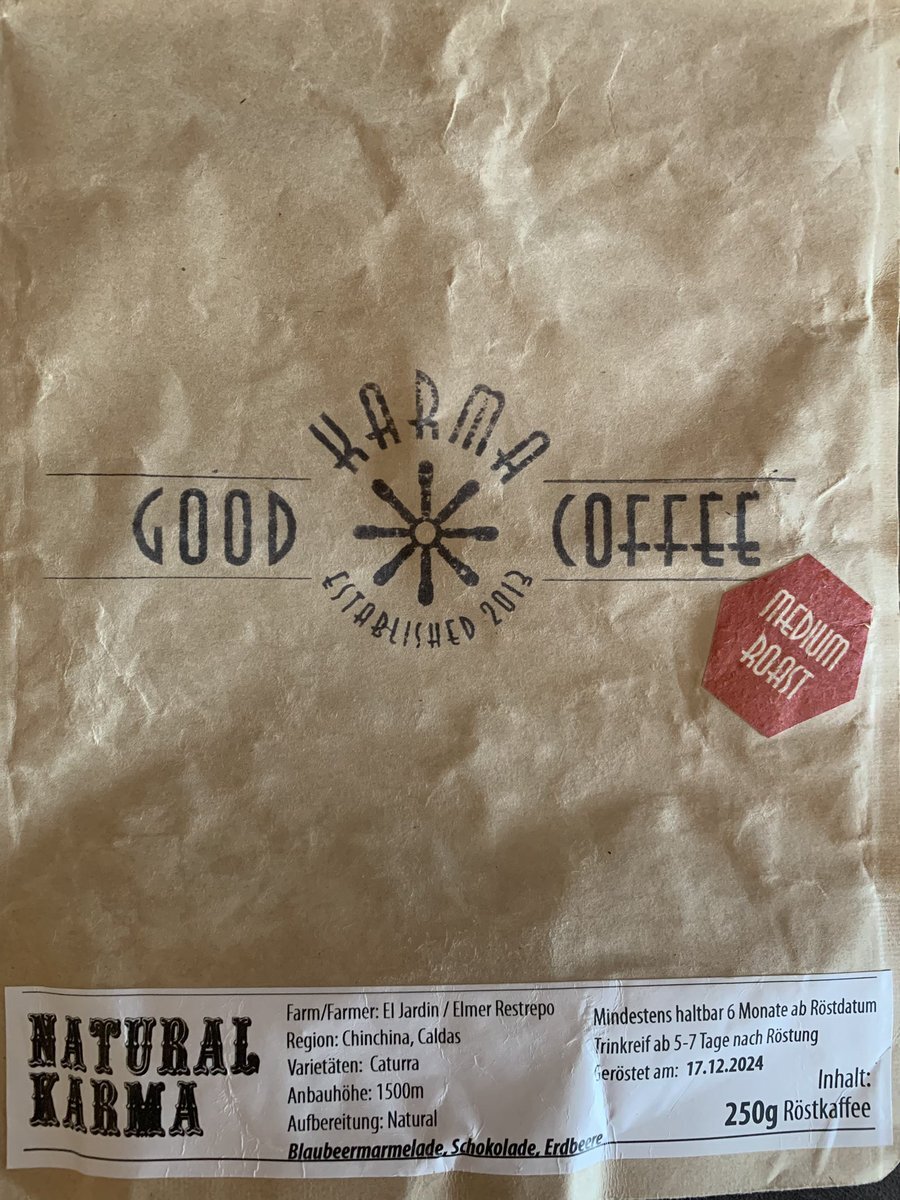 KARMA
GOOD COFFEE
ESTABLISHED 2013
MEDIUM
ROAST
NATURAL
KARMA
Farm/Farmer: El Jardin / Elmer Restrepo
Region: Chinchina, Caldas
Varietäten: Caturra
Anbauhöhe: 1500m
Aufbereitung: Natural
Blaubeermarmelade, Schokolade, Erdbeere
Mindestens haltbar 6 Monate ab Röstdatum
Trinkreif ab 5-7 Tage nach Röstung
Geröstet am: 17.12.2024
Inhalt:
250g Röstkaffee